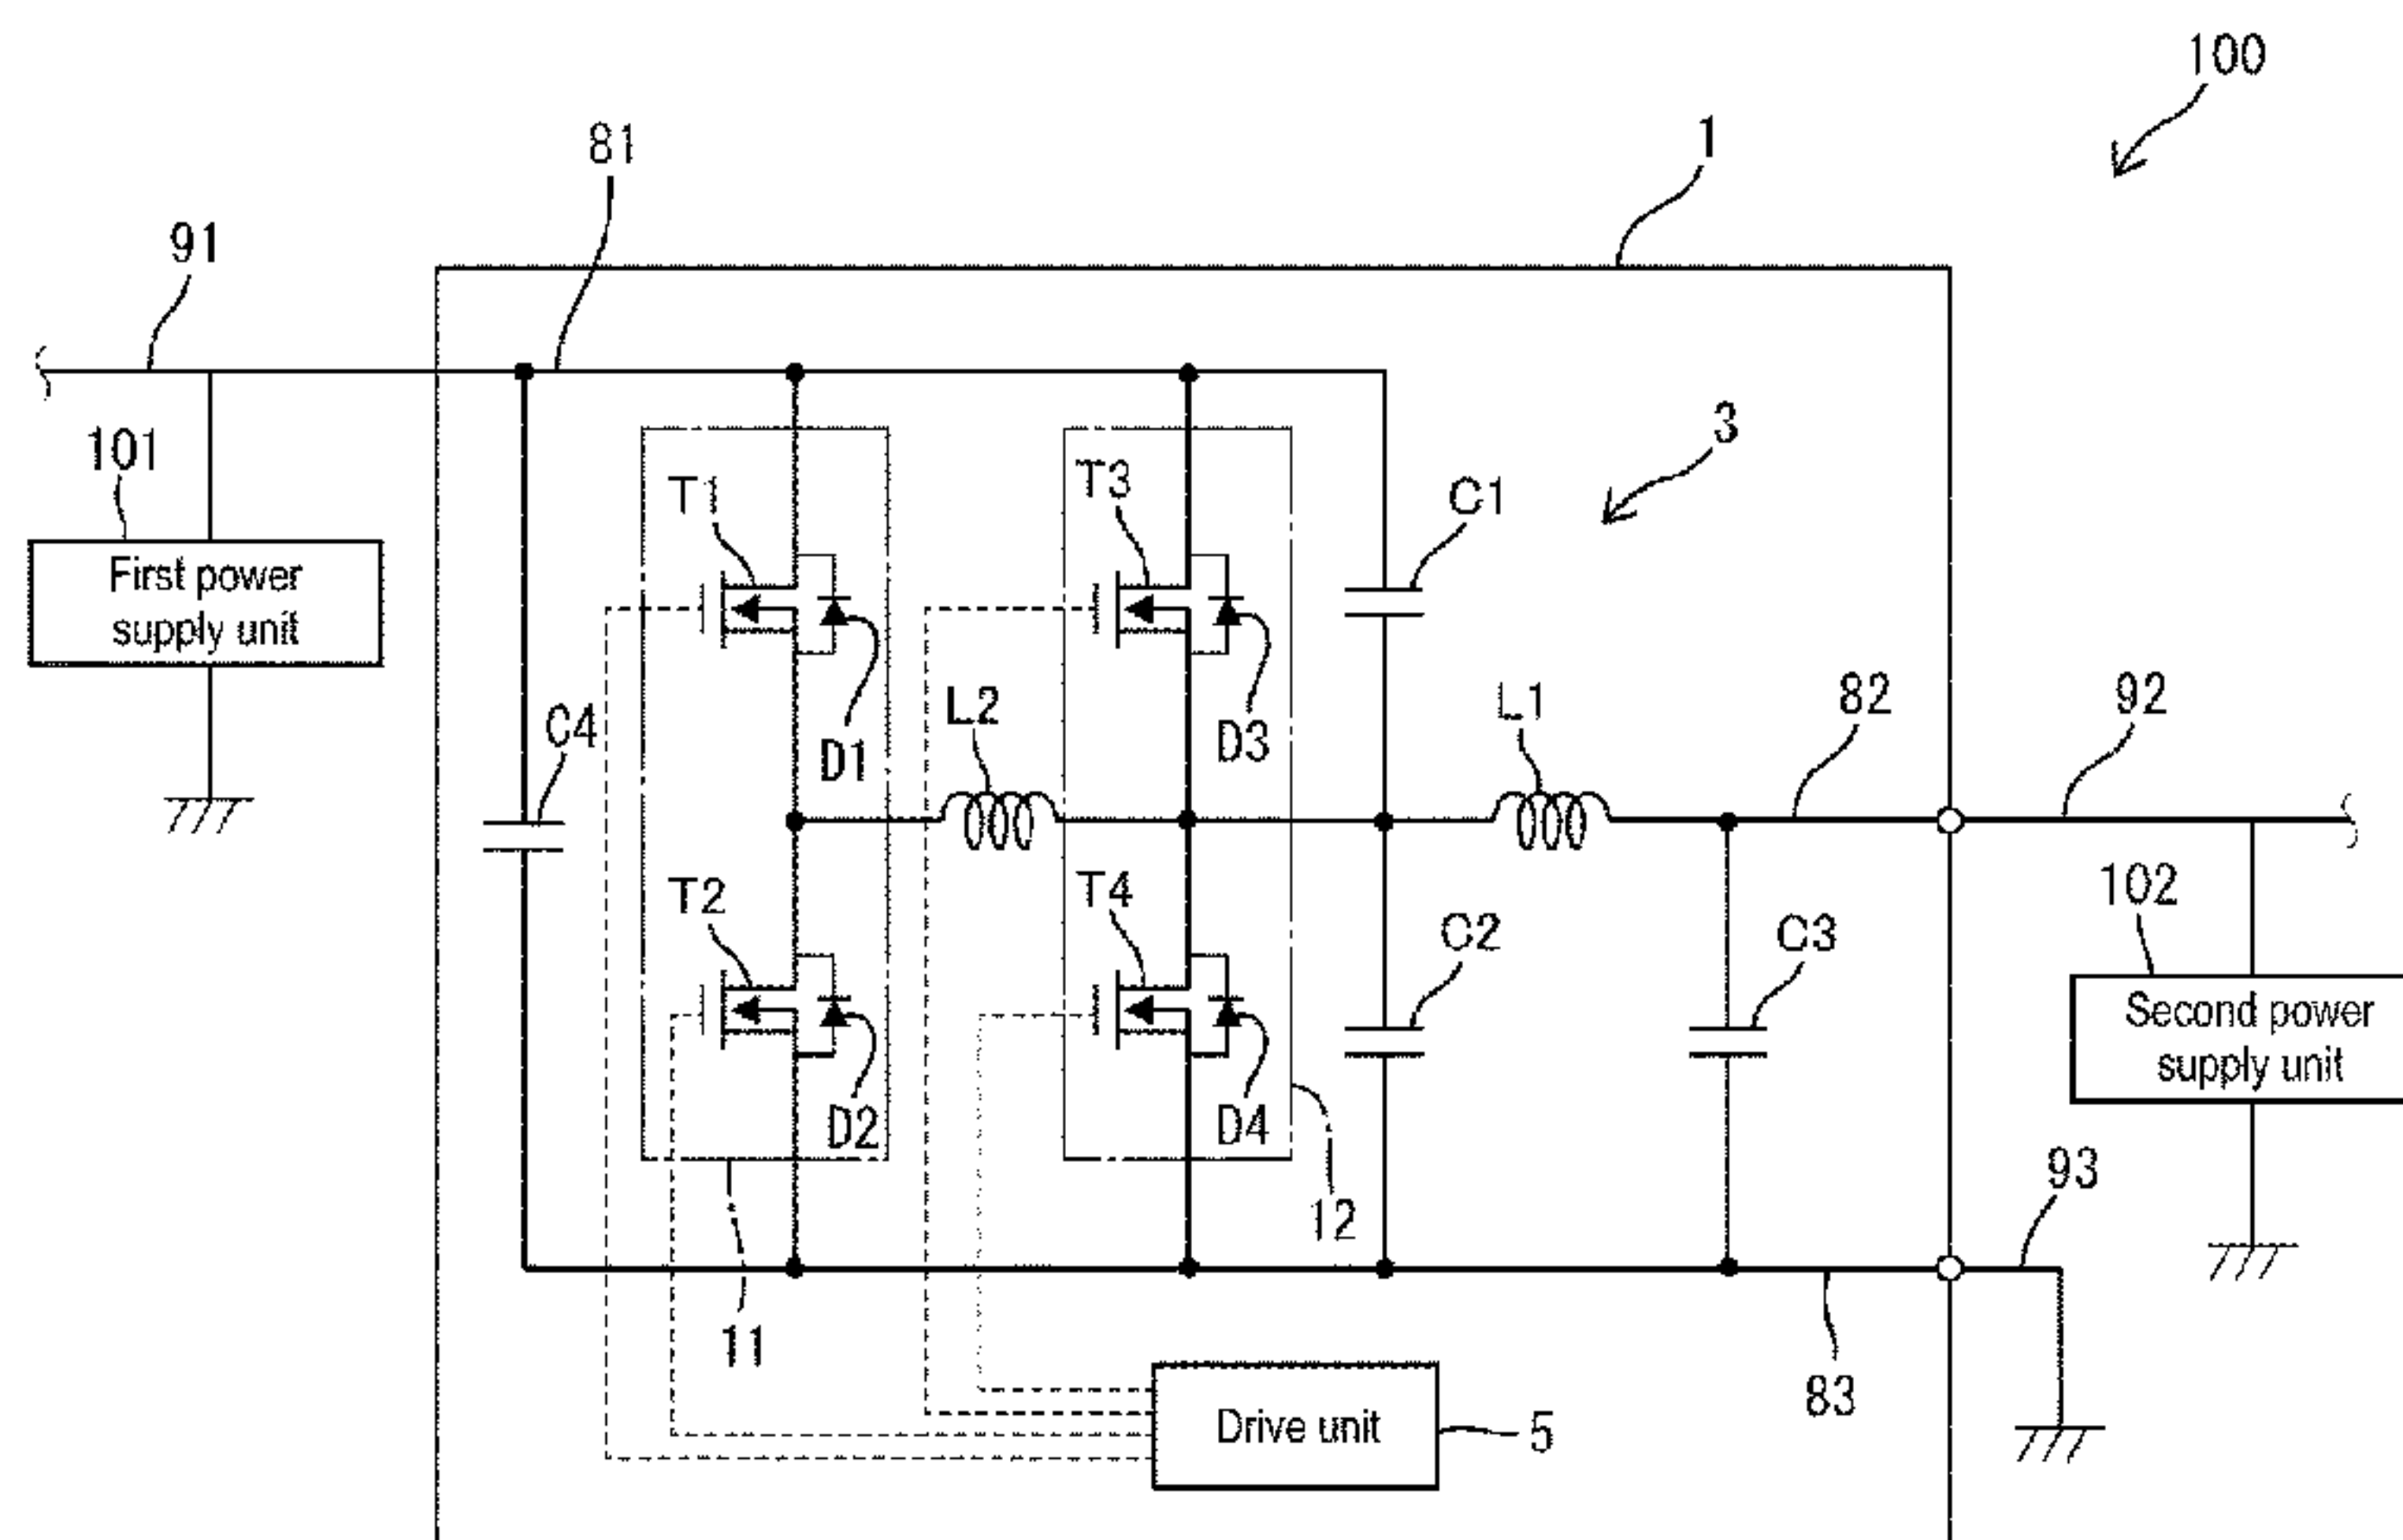 100
1
81
91
3
101
T1
T3
C1
First power
supply unit
L2
L1
82
92
C4
D1
D3
102
T2
T4
C2
C3
Second power
supply unit
D2
D4
93
12
11
83
Drive unit
5